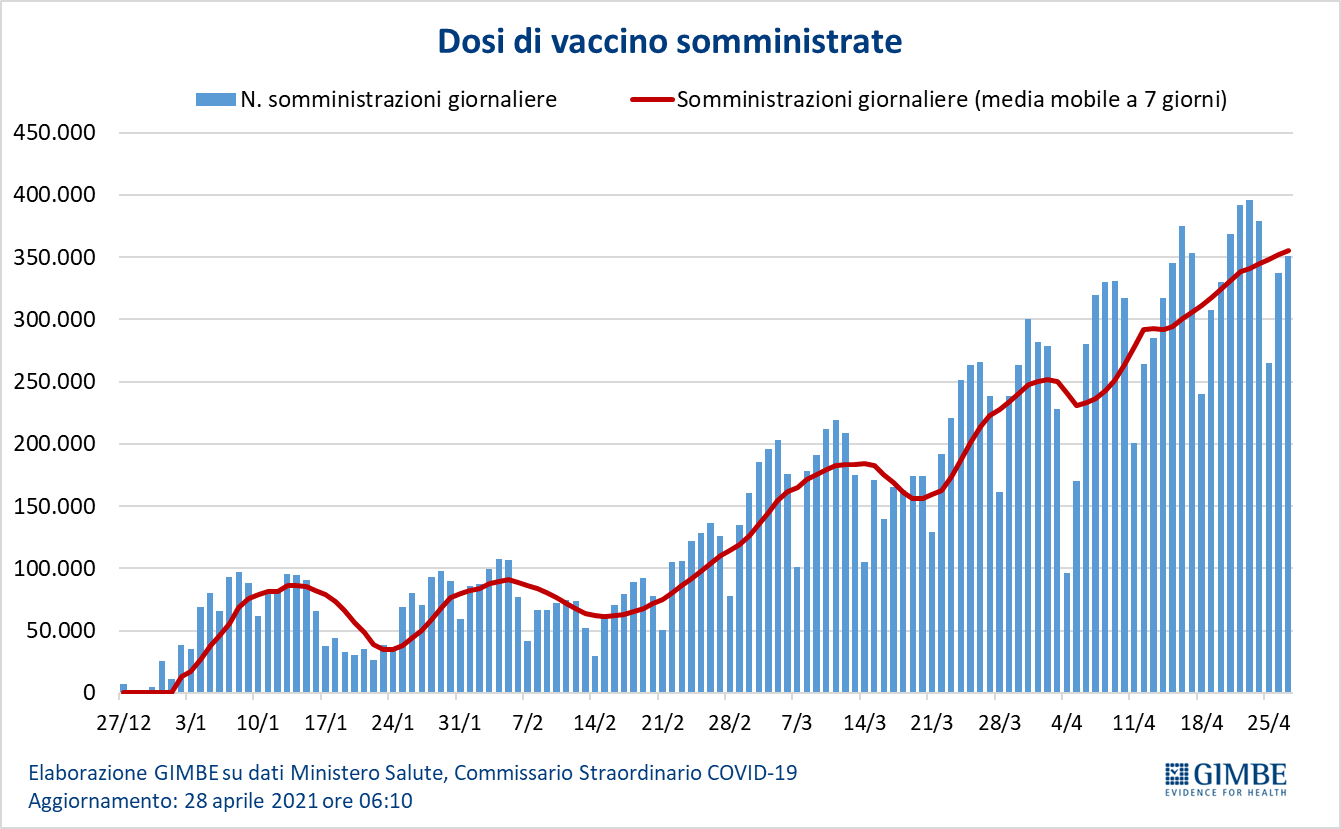 Dosi di vaccino somministrate
N. somministrazioni giornaliere
Somministrazioni giornaliere (media mobile a 7 giorni)
450.000
400.000
350.000
300.000
250.000
200.000
150.000
100.000
50.000
0
27/12 3/1 10/1 17/1 24/1 31/1 7/2 14/2 21/2 28/2 7/3 14/3 21/3 28/3 4/4 11/4 18/4 25/4
Elaborazione GIMBE su dati Ministero Salute, Commissario Straordinario COVID-19
Aggiornamento: 28 aprile 2021 ore 06:10
GIMBE
EVIDENCE FOR HEALTH